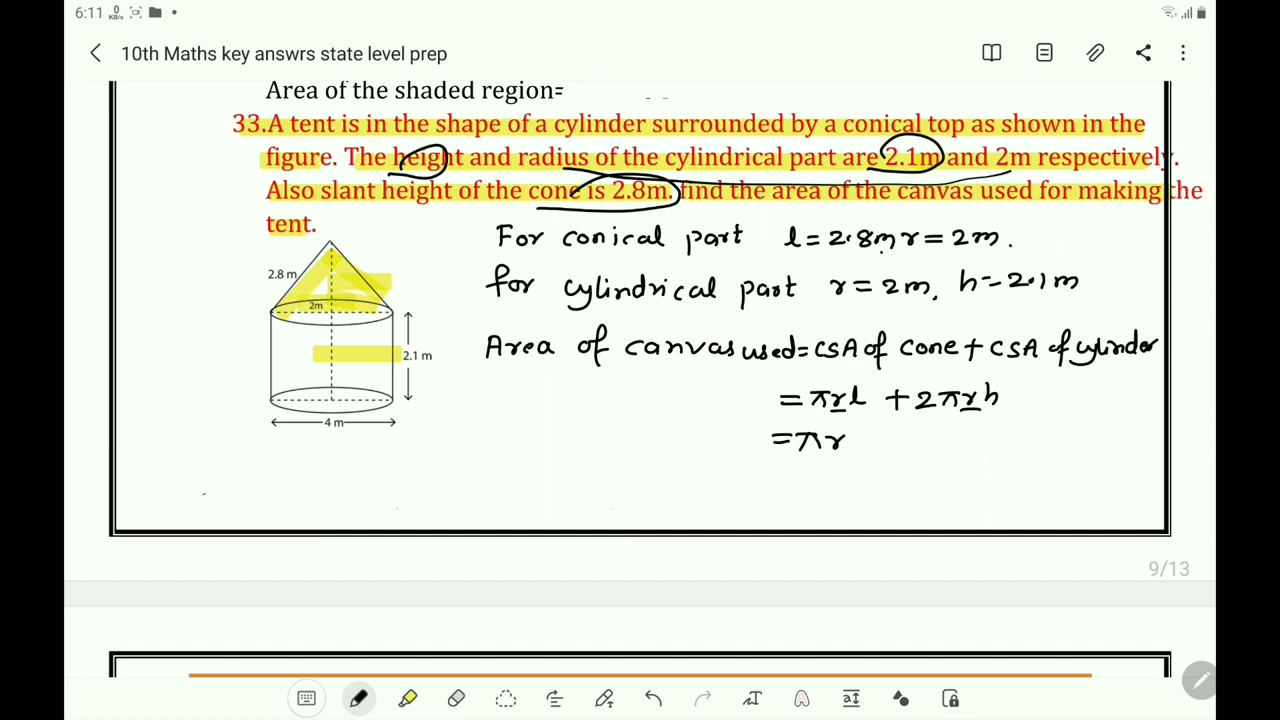 6:11 0 KB/s
10th Maths key answrs state level prep
Area of the shaded region=
33.A tent is in the shape of a cylinder surrounded by a conical top as shown in the
figure. The height and radius of the cylindrical part are 2.1m and 2m respectively.
Also slant height of the cone is 2.8m. find the area of the canvas used for making the
tent.
For conical part l=2.8m r=2m.
2.8 m
for cylindrical part r=2m, h=2.1m
2m
Area of canvas used=CSA of cone+CSA of cylinder
2.1 m
=πrl +2πrh
4 m
=πr
9/13